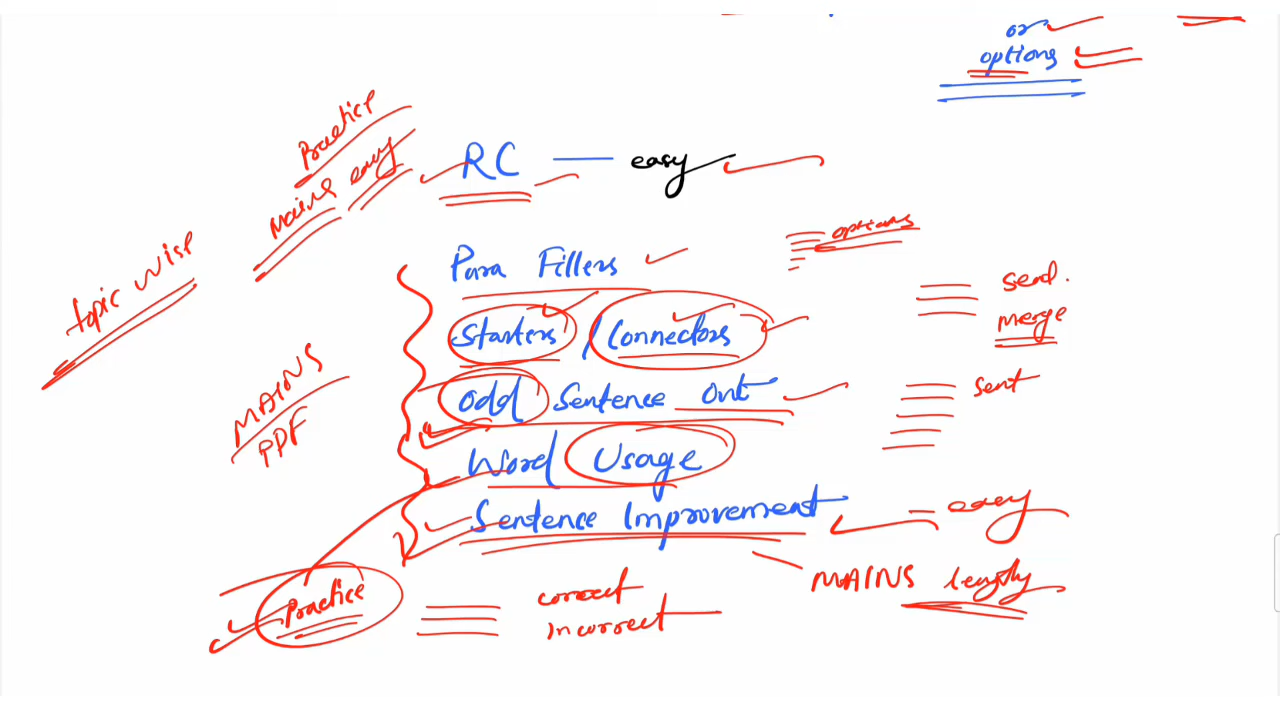 or
options
Practice
Mains easy
RC — easy
options
Para Fillers
topic wise
Starters / Connectors
send.
merge
MAINS
PDF
Odd Sentence Out
sent
Word Usage
Sentence Improvement
– easy
MAINS lengthy
Practice
correct
incorrect